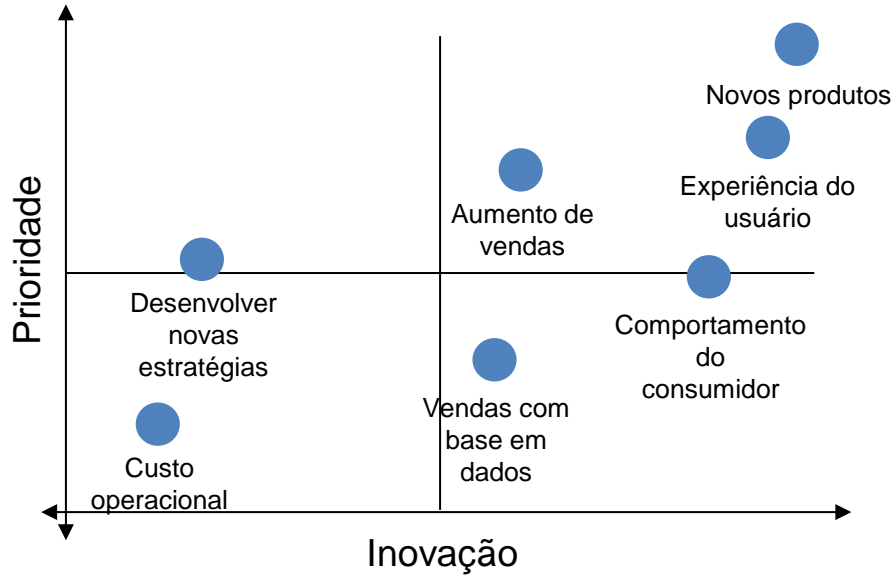 Novos produtos
Experiência do
usuário
Aumento de
vendas
Prioridade
Desenvolver
novas
estratégias
Comportamento
do
consumidor
Vendas com
base em
dados
Custo
operacional
Inovação